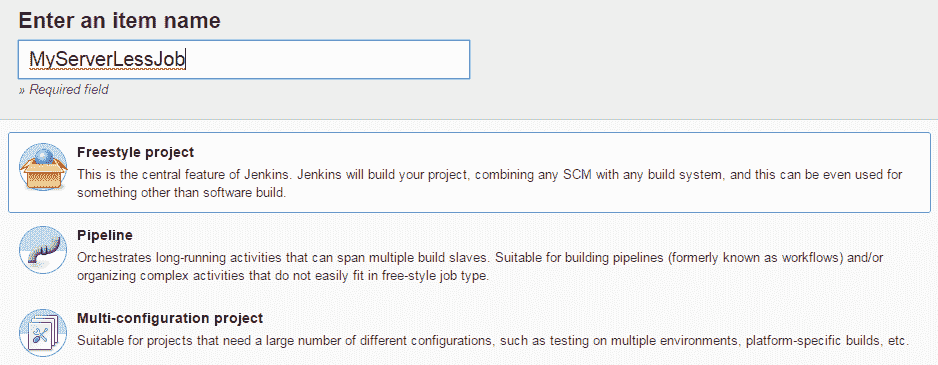 Enter an item name
MyServerLessJob
» Required field
Freestyle project
This is the central feature of Jenkins. Jenkins will build your project, combining any SCM with any build system, and this can be even used for
something other than software build.
Pipeline
Orchestrates long-running activities that can span multiple build slaves. Suitable for building pipelines (formerly known as workflows) and/or
organizing complex activities that do not easily fit in free-style job type.
Multi-configuration project
Suitable for projects that need a large number of different configurations, such as testing on multiple environments, platform-specific builds, etc.